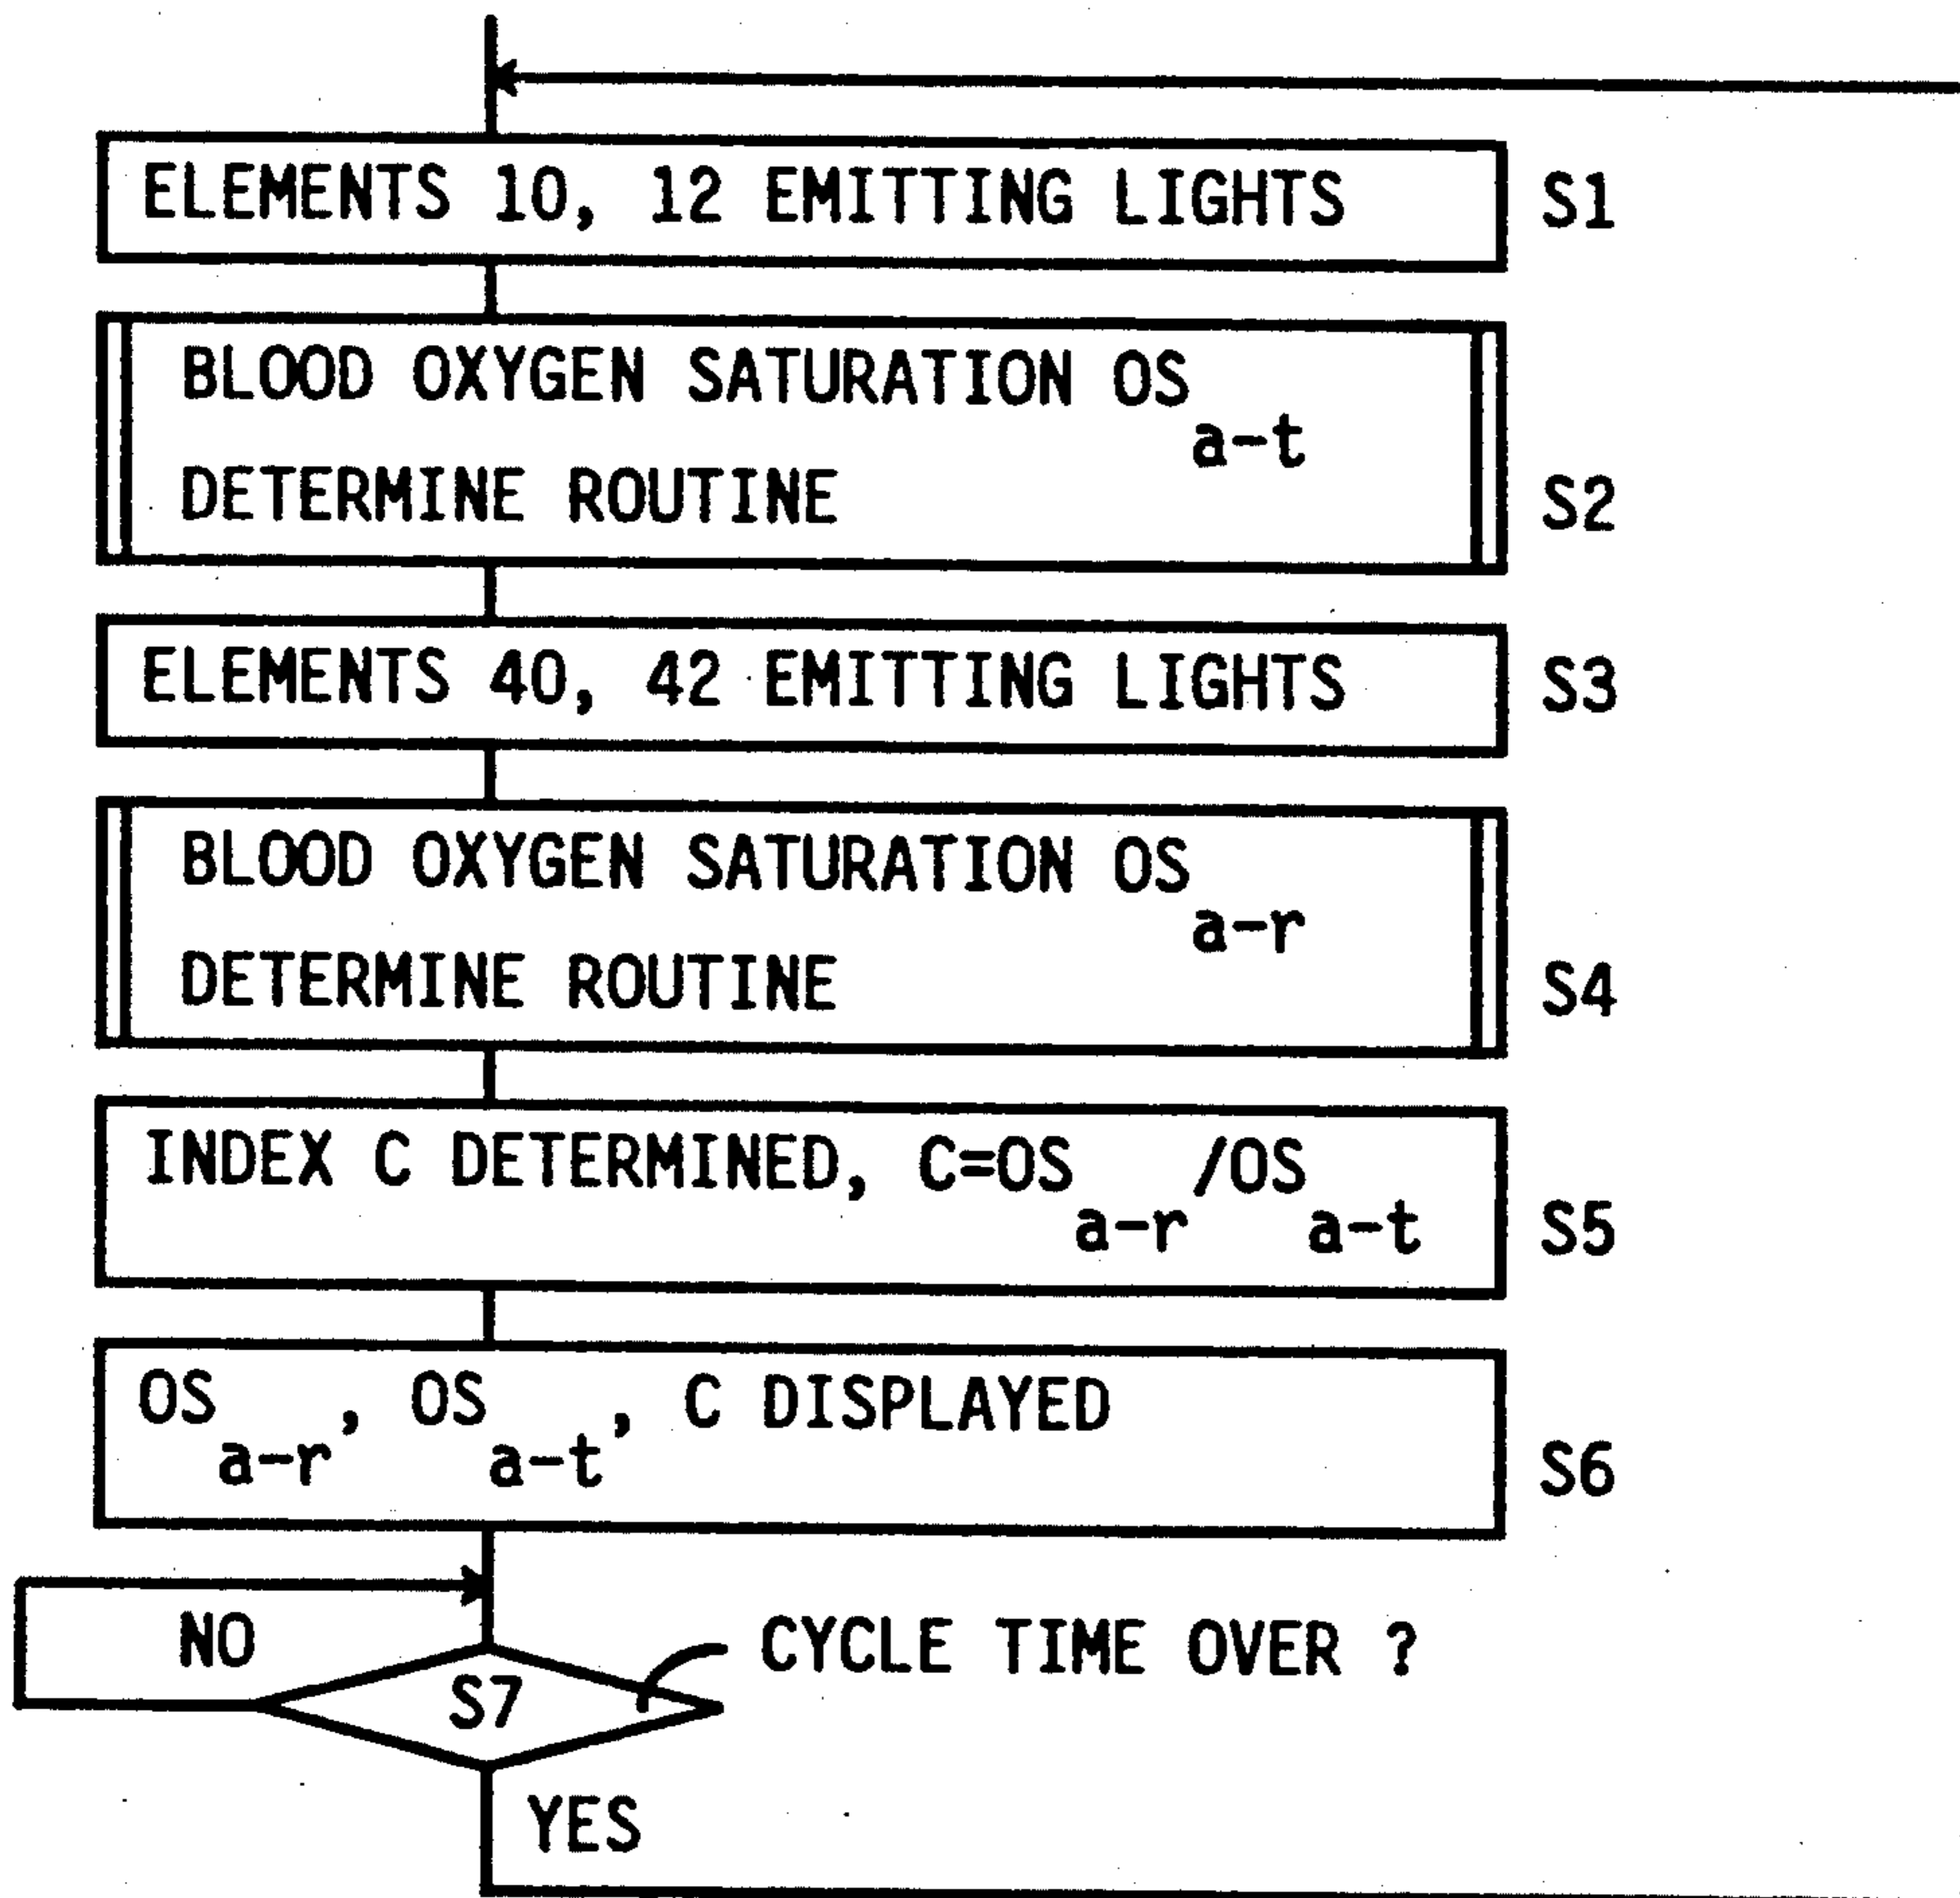 ELEMENTS 10, 12 EMITTING LIGHTS S1
BLOOD OXYGEN SATURATION OS a-t
DETERMINE ROUTINE S2
ELEMENTS 40, 42 EMITTING LIGHTS S3
BLOOD OXYGEN SATURATION OS a-r
DETERMINE ROUTINE S4
INDEX C DETERMINED, C=OS a-r /OS a-t S5
OS a-r, OS a-t, C DISPLAYED S6
NO
S7 CYCLE TIME OVER ?
YES